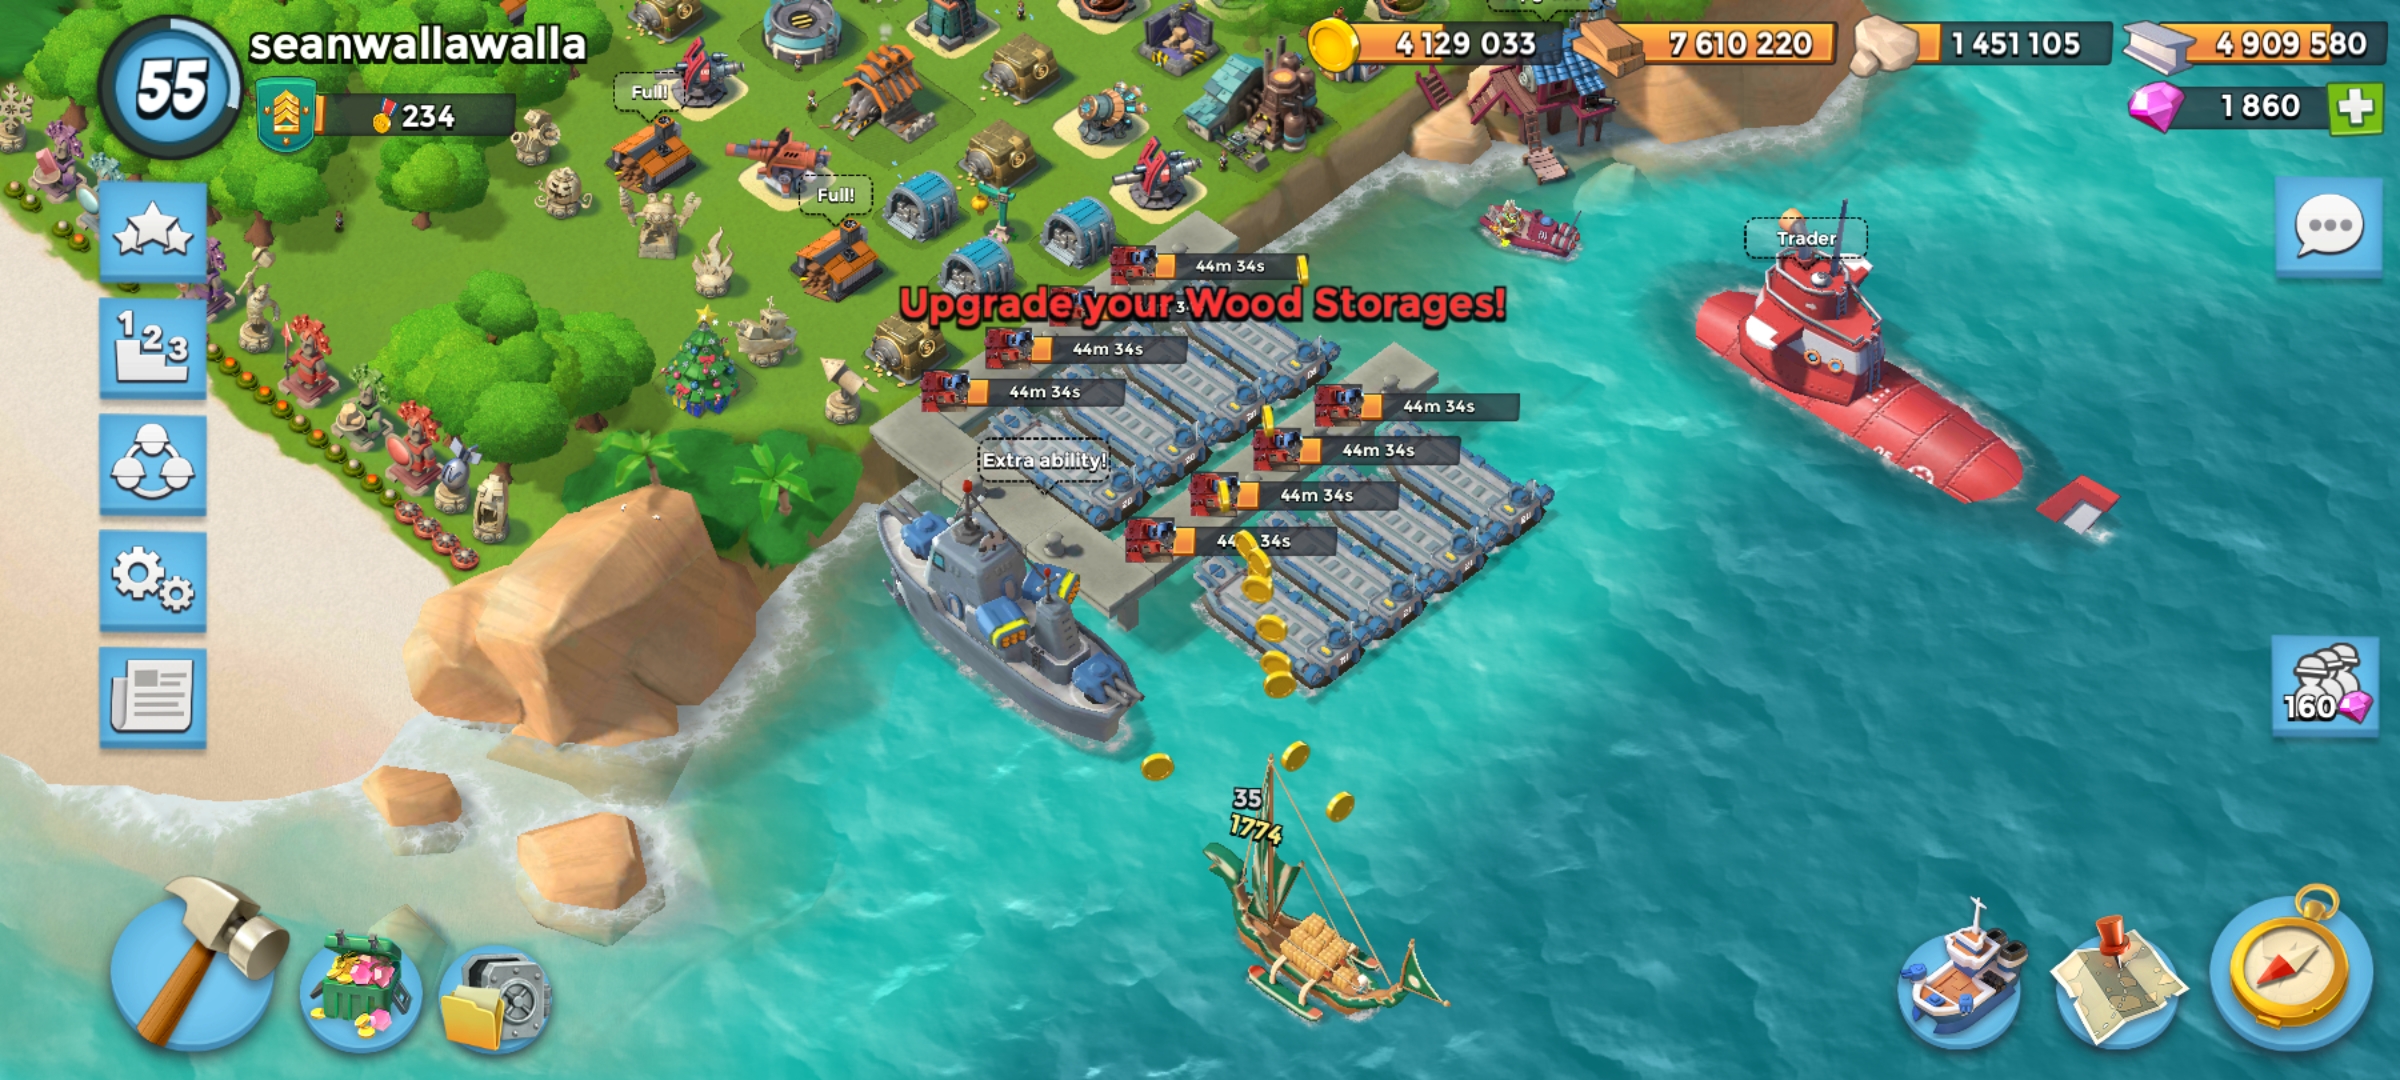 55
seanwallawalla
234
4 129 033
7 610 220
1 451 105
4 909 580
1 860
Full!
Full!
Trader
44m 34s
Upgrade your Wood Storages!
44m 34s
44m 34s
44m 34s
44m 34s
Extra ability!
44m 34s
44 34s
123
160
35
1774